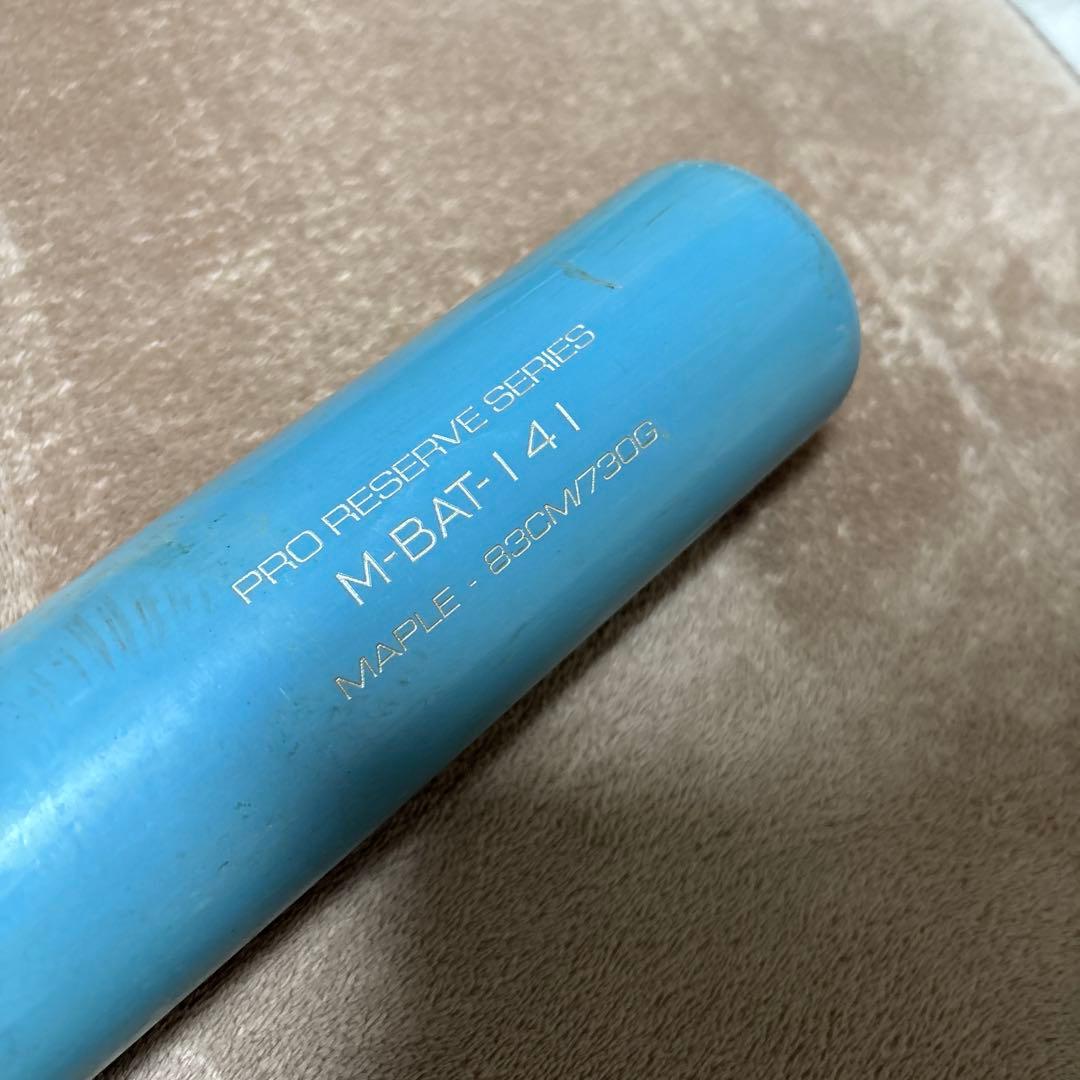 PRO RESERVE SERIES
M-BAT-141
MAPLE - 83CM/730G